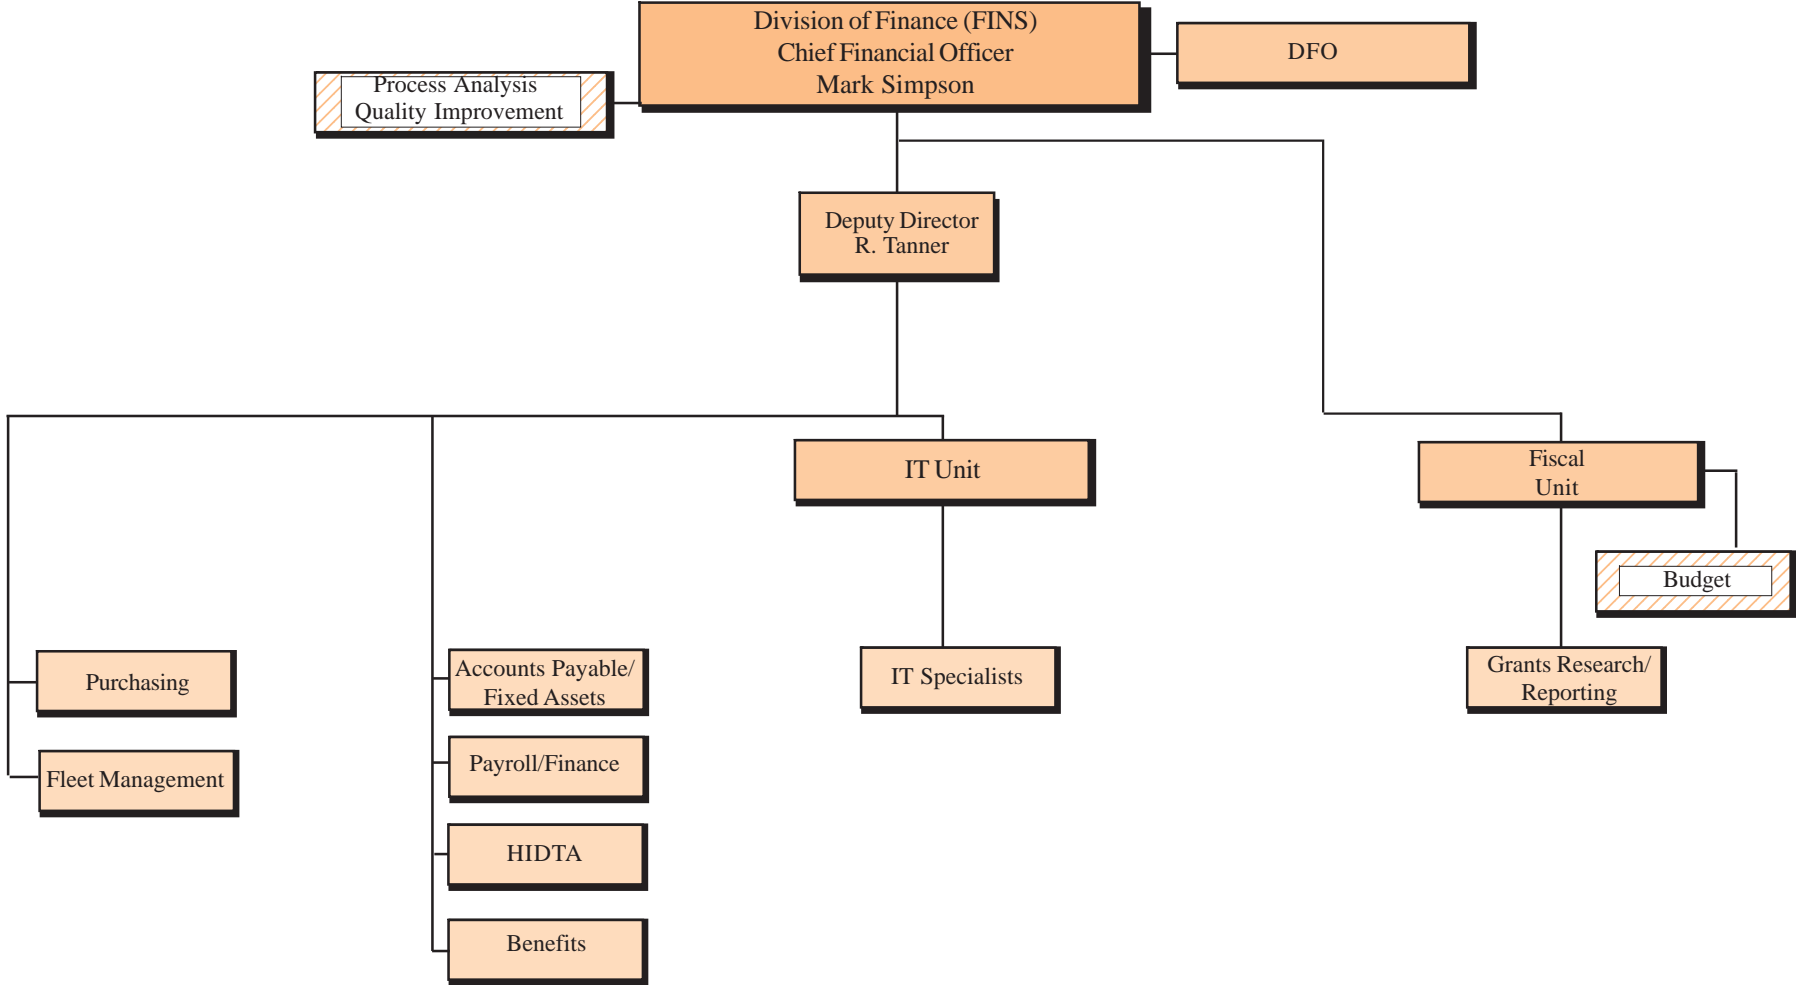 Division of Finance (FINS)
Chief Financial Officer
Mark Simpson
DFO
Process Analysis
Quality Improvement
Deputy Director
R. Tanner
IT Unit
Fiscal
Unit
Budget
Purchasing
Accounts Payable/
Fixed Assets
IT Specialists
Grants Research/
Reporting
Fleet Management
Payroll/Finance
HIDTA
Benefits